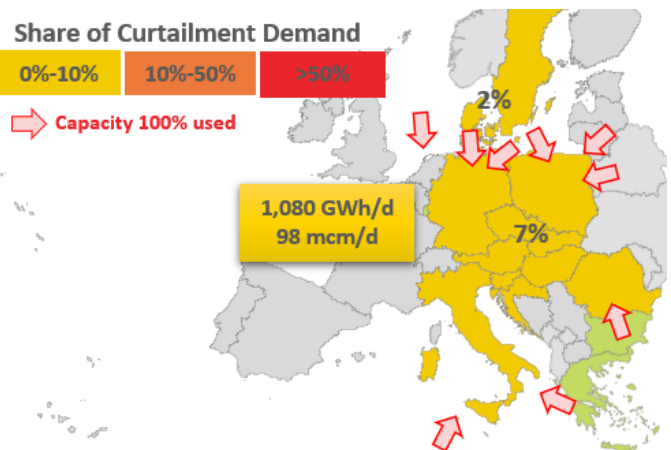 Share of Curtailment Demand
0%-10% 10%-50% >50%
Capacity 100% used
2%
1,080 GWh/d
98 mcm/d
7%